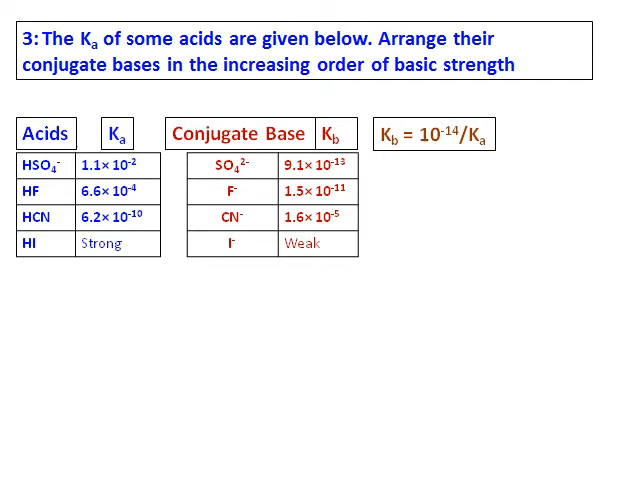 3: The Kₐ of some acids are given below. Arrange their
conjugate bases in the increasing order of basic strength
Acids Kₐ Conjugate Base K_b K_b = 10⁻¹⁴/Kₐ
HSO₄⁻ 1.1× 10⁻² SO₄²⁻ 9.1× 10⁻¹³
HF 6.6× 10⁻⁴ F⁻ 1.5× 10⁻¹¹
HCN 6.2× 10⁻¹⁰ CN⁻ 1.6× 10⁻⁵
HI Strong I⁻ Weak